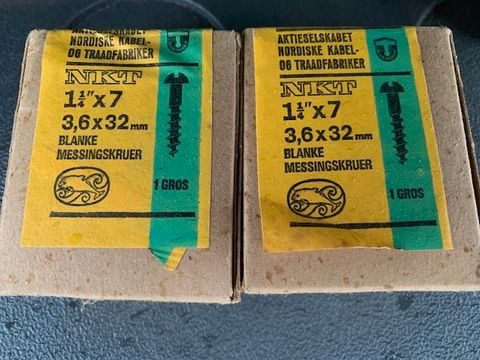 AKTIESELSKABET
NORDISKE KABEL-
OG TRAADFABRIKER
NKT
1¼"x7
3,6x32mm
BLANKE
MESSINGSKRUER
1 GROS
AKTIESELSKABET
NORDISKE KABEL-
OG TRAADFABRIKER
NKT
1¼"x7
3,6x32mm
BLANKE
MESSINGSKRUER
1 GROS